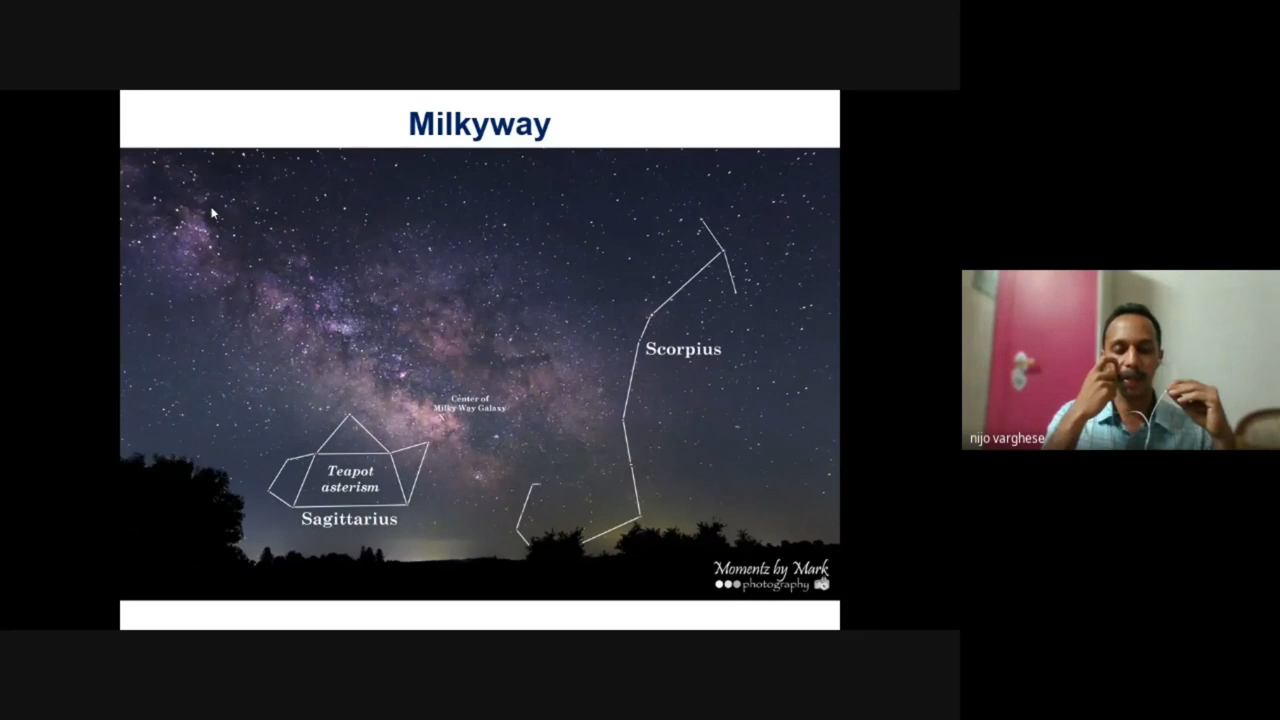 Milkyway
Scorpius
Center of
Milky Way Galaxy
Teapot
asterism
Sagittarius
Momentz by Mark
photography
nijo varghese